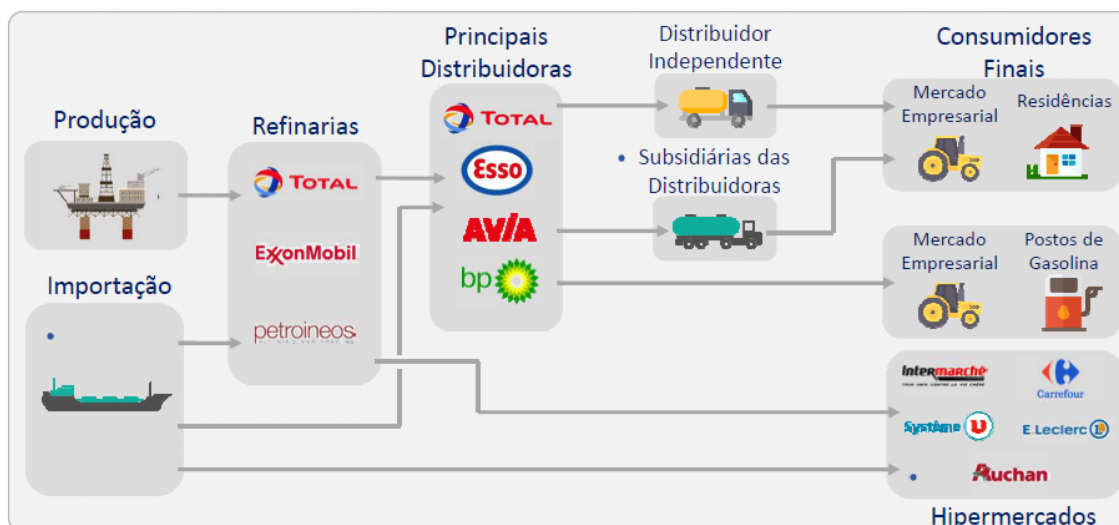 Produção
Importação
Refinarias
TOTAL
ExxonMobil
petroineos
Principais
Distribuidoras
TOTAL
Esso
AVIA
bp
Distribuidor
Independente
• Subsidiárias das
Distribuidoras
Consumidores
Finais
Mercado
Empresarial
Residências
Mercado
Empresarial
Postos de
Gasolina
Intermarché
Carrefour
Système U
E.Leclerc L
Auchan
Hipermercados